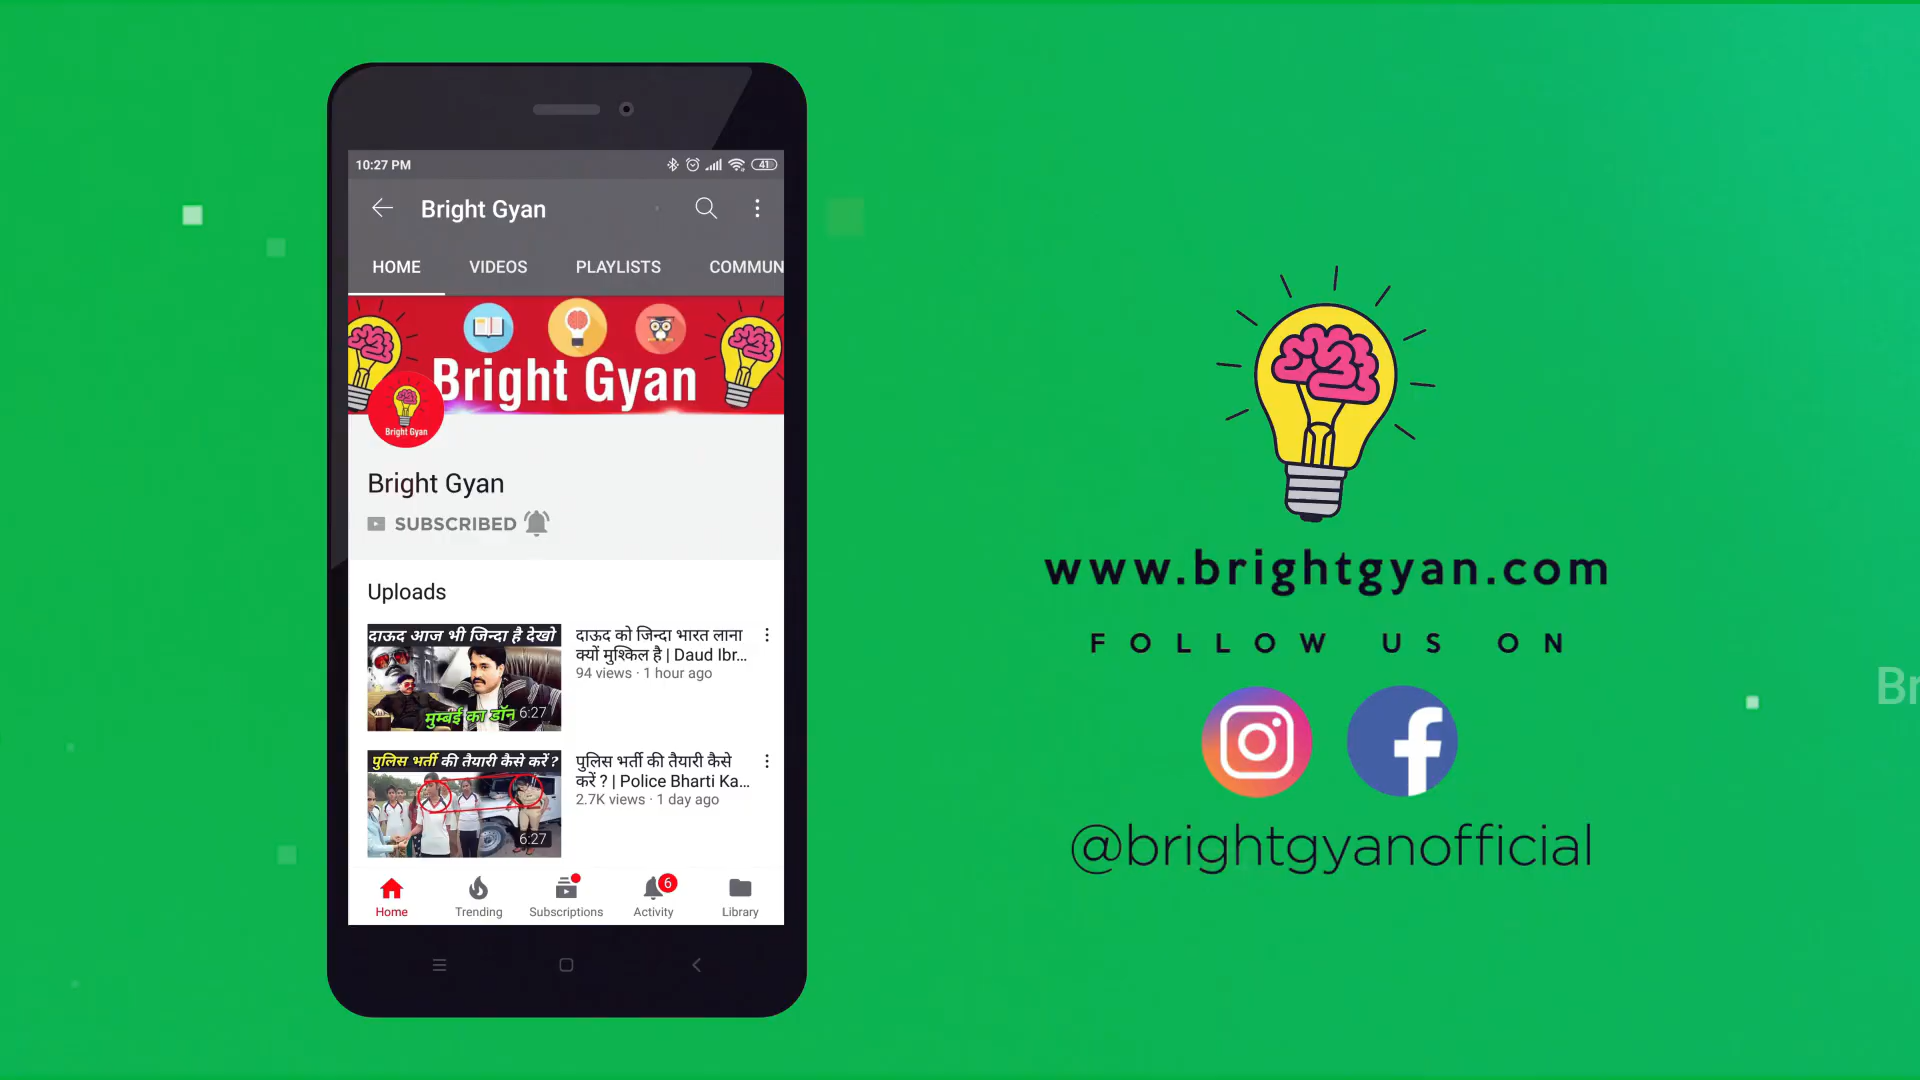 10:27 PM
41
Bright Gyan
HOME VIDEOS PLAYLISTS COMMUN
Bright Gyan
Bright Gyan
Bright Gyan
SUBSCRIBED
Uploads
दाऊद आज भी जिन्दा है देखो
मुम्बई का डॉन 6:27
दाऊद को जिन्दा भारत लाना
क्यों मुश्किल है | Daud Ibr...
94 views · 1 hour ago
पुलिस भर्ती की तैयारी कैसे करें ?
6:27
पुलिस भर्ती की तैयारी कैसे
करें ? | Police Bharti Ka...
2.7K views · 1 day ago
6
Home Trending Subscriptions Activity Library
www.brightgyan.com
FOLLOW US ON
@brightgyanofficial
Br